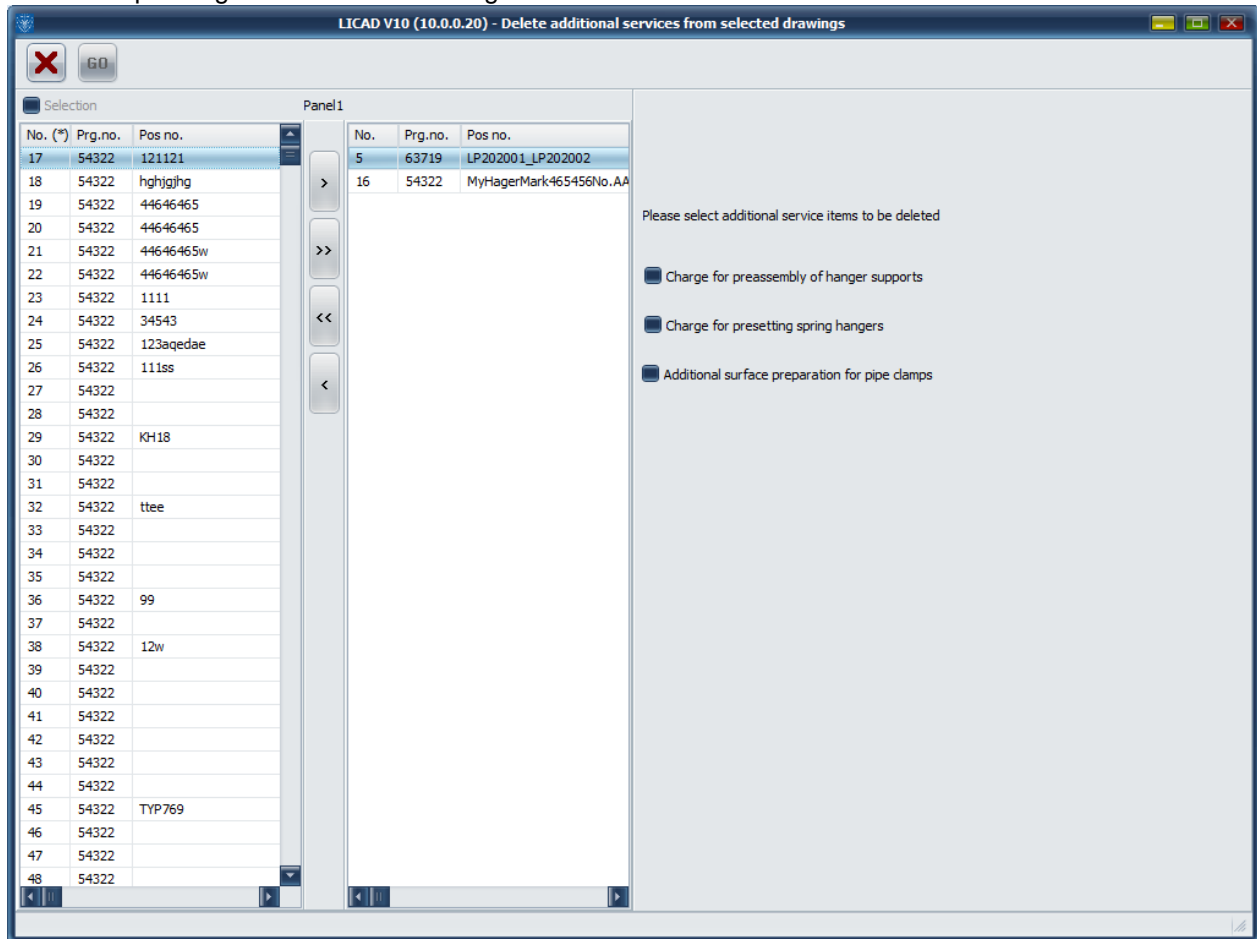 LICAD V10 (10.0.0.20) - Delete additional services from selected drawings
GO
Selection
Panel1
No. (*) Prg.no. Pos no.
17 54322 121121
18 54322 hghjgjhg
19 54322 44646465
20 54322 44646465
21 54322 44646465w
22 54322 44646465w
23 54322 1111
24 54322 34543
25 54322 123aqedae
26 54322 111ss
27 54322
28 54322
29 54322 KH18
30 54322
31 54322
32 54322 ttee
33 54322
34 54322
35 54322
36 54322 99
37 54322
38 54322 12w
39 54322
40 54322
41 54322
42 54322
43 54322
44 54322
45 54322 TYP769
46 54322
47 54322
48 54322
>
>>
<<
<
No. Prg.no. Pos no.
5 63719 LP202001_LP202002
16 54322 MyHagerMark465456No.AA
Please select additional service items to be deleted
Charge for preassembly of hanger supports
Charge for presetting spring hangers
Additional surface preparation for pipe clamps